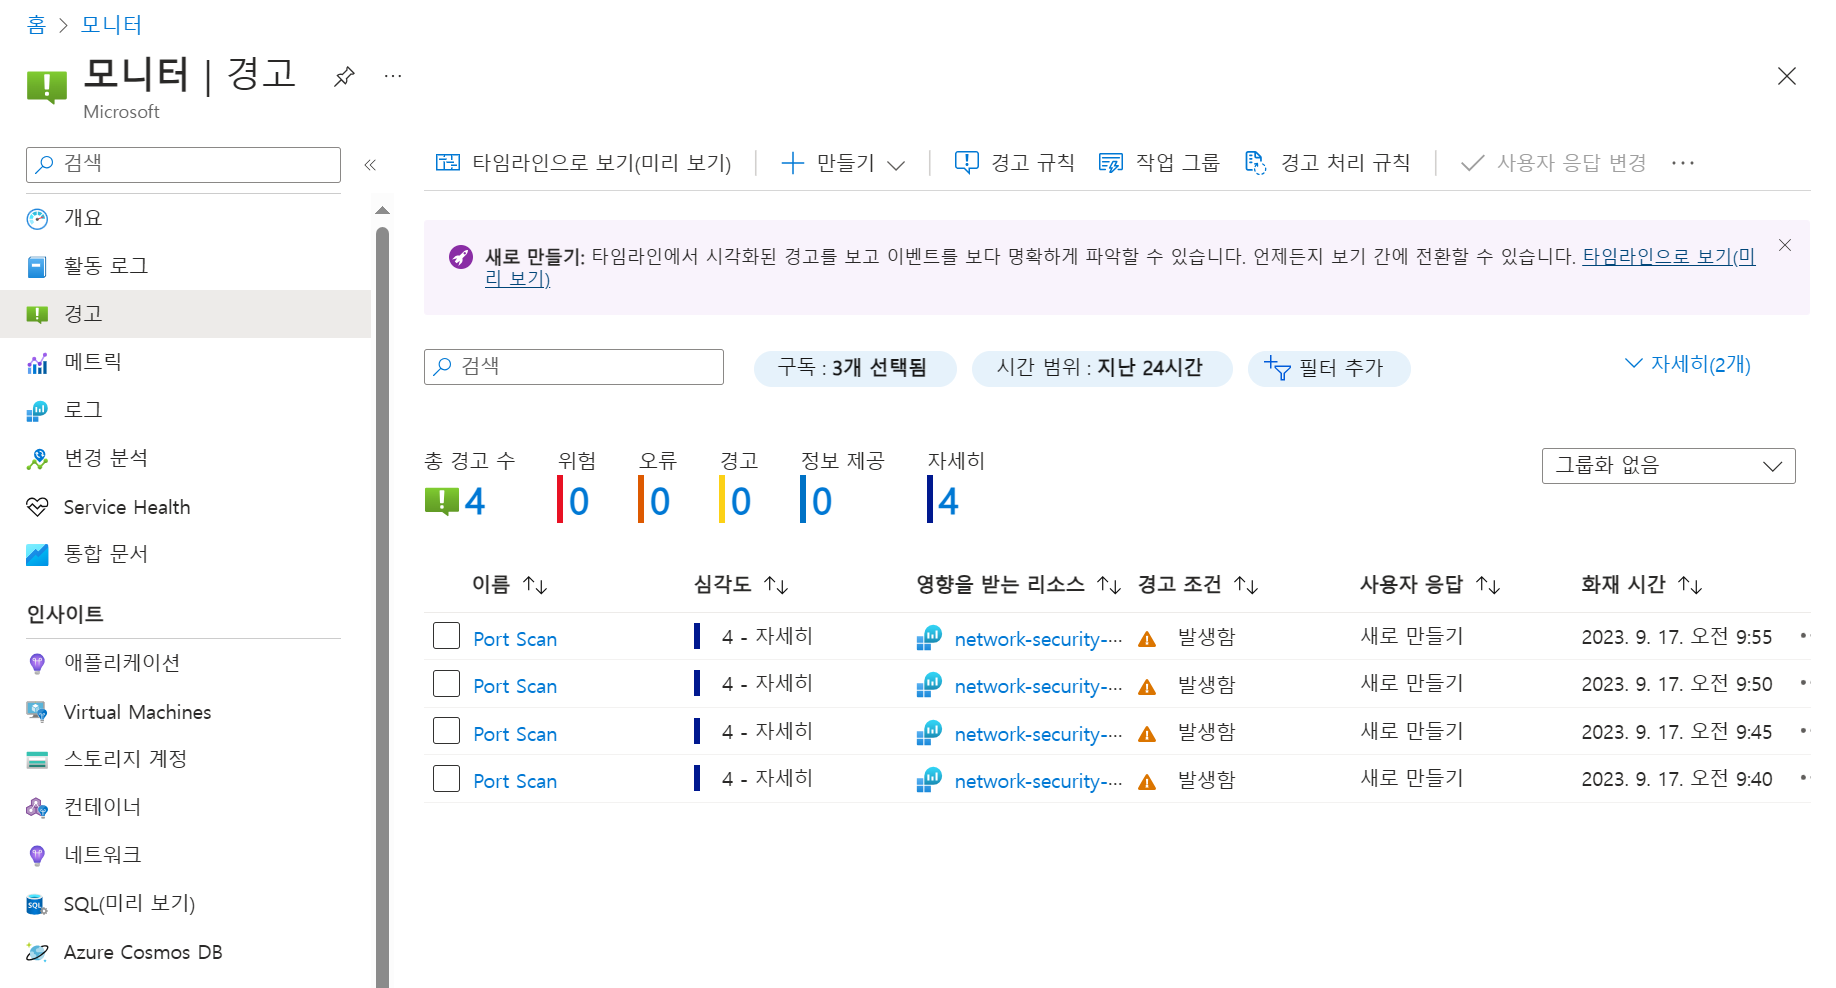 홈 > 모니터
모니터 | 경고
Microsoft
검색
개요
활동 로그
경고
메트릭
로그
변경 분석
Service Health
통합 문서
인사이트
애플리케이션
Virtual Machines
스토리지 계정
컨테이너
네트워크
SQL(미리 보기)
Azure Cosmos DB
타임라인으로 보기(미리 보기) 만들기 경고 규칙 작업 그룹 경고 처리 규칙 사용자 응답 변경 ···
새로 만들기: 타임라인에서 시각화된 경고를 보고 이벤트를 보다 명확하게 파악할 수 있습니다. 언제든지 보기 간에 전환할 수 있습니다. 타임라인으로 보기(미
리 보기)
검색 구독 : 3개 선택됨 시간 범위 : 지난 24시간 필터 추가 자세히(2개)
총 경고 수 위험 오류 경고 정보 제공 자세히
4 0 0 0 0 4
그룹화 없음
이름 심각도 영향을 받는 리소스 경고 조건 사용자 응답 화재 시간
Port Scan 4 - 자세히 network-security-··· 발생함 새로 만들기 2023. 9. 17. 오전 9:55
Port Scan 4 - 자세히 network-security-··· 발생함 새로 만들기 2023. 9. 17. 오전 9:50
Port Scan 4 - 자세히 network-security-··· 발생함 새로 만들기 2023. 9. 17. 오전 9:45
Port Scan 4 - 자세히 network-security-··· 발생함 새로 만들기 2023. 9. 17. 오전 9:40